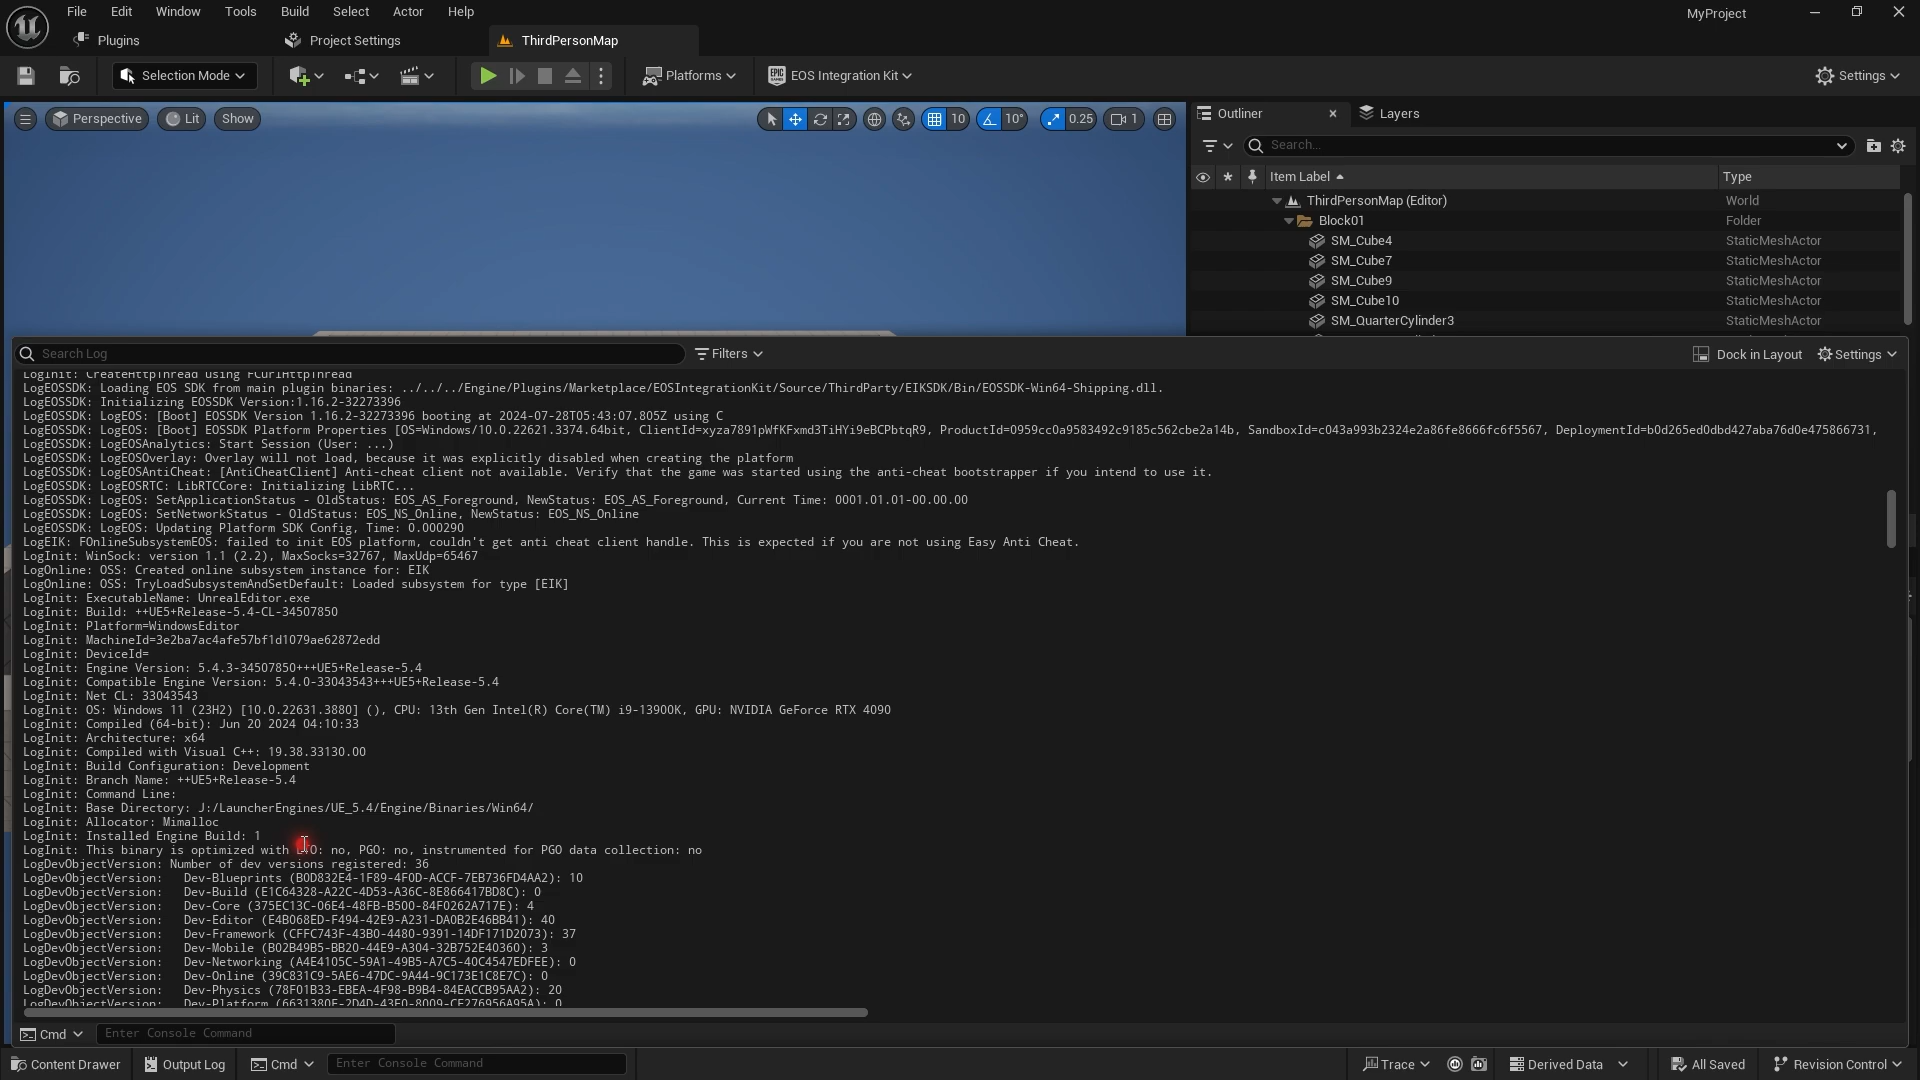 File Edit Window Tools Build Select Actor Help
MyProject
Plugins
Project Settings
ThirdPersonMap
Selection Mode
Platforms
EOS Integration Kit
Settings
Perspective
Lit
Show
10
10°
0.25
1
Outliner
Layers
Search...
Item Label
Type
ThirdPersonMap (Editor) World
Block01 Folder
SM_Cube4 StaticMeshActor
SM_Cube7 StaticMeshActor
SM_Cube9 StaticMeshActor
SM_Cube10 StaticMeshActor
SM_QuarterCylinder3 StaticMeshActor
Search Log
Filters
Dock in Layout
Settings
LogInit: CreateHttpThread using FCurlHttpThread
LogEOSSDK: Loading EOS SDK from main plugin binaries: ../../../Engine/Plugins/Marketplace/EOSIntegrationKit/Source/ThirdParty/EIKSDK/Bin/EOSSDK-Win64-Shipping.dll.
LogEOSSDK: Initializing EOSSDK Version:1.16.2-32273396
LogEOSSDK: LogEOS: [Boot] EOSSDK Version 1.16.2-32273396 booting at 2024-07-28T05:43:07.805Z using C
LogEOSSDK: LogEOS: [Boot] EOSSDK Platform Properties [OS=Windows/10.0.22621.3374.64bit, ClientId=xyza7891pWfKFxmd3TiHYi9eBCPbtqR9, ProductId=0959cc0a9583492c9185c562cbe2a14b, SandboxId=c043a993b2324e2a86fe8666fc6f5567, DeploymentId=b0d265ed0dbd427aba76d0e475866731,
LogEOSSDK: LogEOSAnalytics: Start Session (User: ...)
LogEOSSDK: LogEOSOverlay: Overlay will not load, because it was explicitly disabled when creating the platform
LogEOSSDK: LogEOSAntiCheat: [AntiCheatClient] Anti-cheat client not available. Verify that the game was started using the anti-cheat bootstrapper if you intend to use it.
LogEOSSDK: LogEOSRTC: LibRTCCore: Initializing LibRTC...
LogEOSSDK: LogEOS: SetApplicationStatus - OldStatus: EOS_AS_Foreground, NewStatus: EOS_AS_Foreground, Current Time: 0001.01.01-00.00.00
LogEOSSDK: LogEOS: SetNetworkStatus - OldStatus: EOS_NS_Online, NewStatus: EOS_NS_Online
LogEOSSDK: LogEOS: Updating Platform SDK Config, Time: 0.000290
LogEIK: FOnlineSubsystemEOS: failed to init EOS platform, couldn't get anti cheat client handle. This is expected if you are not using Easy Anti Cheat.
LogInit: WinSock: version 1.1 (2.2), MaxSocks=32767, MaxUdp=65467
LogOnline: OSS: Created online subsystem instance for: EIK
LogOnline: OSS: TryLoadSubsystemAndSetDefault: Loaded subsystem for type [EIK]
LogInit: ExecutableName: UnrealEditor.exe
LogInit: Build: ++UE5+Release-5.4-CL-34507850
LogInit: Platform=WindowsEditor
LogInit: MachineId=3e2ba7ac4afe57bf1d1079ae62872edd
LogInit: DeviceId=
LogInit: Engine Version: 5.4.3-34507850+++UE5+Release-5.4
LogInit: Compatible Engine Version: 5.4.0-33043543+++UE5+Release-5.4
LogInit: Net CL: 33043543
LogInit: OS: Windows 11 (23H2) [10.0.22631.3880] (), CPU: 13th Gen Intel(R) Core(TM) i9-13900K, GPU: NVIDIA GeForce RTX 4090
LogInit: Compiled (64-bit): Jun 20 2024 04:10:33
LogInit: Architecture: x64
LogInit: Compiled with Visual C++: 19.38.33130.00
LogInit: Build Configuration: Development
LogInit: Branch Name: ++UE5+Release-5.4
LogInit: Command Line:
LogInit: Base Directory: J:/LauncherEngines/UE_5.4/Engine/Binaries/Win64/
LogInit: Allocator: Mimalloc
LogInit: Installed Engine Build: 1
LogInit: This binary is optimized with LTO: no, PGO: no, instrumented for PGO data collection: no
LogDevObjectVersion: Number of dev versions registered: 36
LogDevObjectVersion: Dev-Blueprints (B0D832E4-1F89-4F0D-ACCF-7EB736FD4AA2): 10
LogDevObjectVersion: Dev-Build (E1C64328-A22C-4D53-A36C-8E866417BD8C): 0
LogDevObjectVersion: Dev-Core (375EC13C-06E4-48FB-B500-84F0262A717E): 4
LogDevObjectVersion: Dev-Editor (E4B068ED-F494-42E9-A231-DA0B2E46BB41): 40
LogDevObjectVersion: Dev-Framework (CFFC743F-43B0-4480-9391-14DF171D2073): 37
LogDevObjectVersion: Dev-Mobile (B02B49B5-BB20-44E9-A304-32B752E40360): 3
LogDevObjectVersion: Dev-Networking (A4E4105C-59A1-49B5-A7C5-40C4547EDFEE): 0
LogDevObjectVersion: Dev-Online (39C831C9-5AE6-47DC-9A44-9C173E1C8E7C): 0
LogDevObjectVersion: Dev-Physics (78F01B33-EBEA-4F98-B9B4-84EACCB95AA2): 20
LogDevObjectVersion: Dev-Platform (6631380F-2D4D-43E0-8009-CF276956A95A): 0
Cmd
Enter Console Command
Content Drawer
Output Log
Cmd
Enter Console Command
Trace
Derived Data
All Saved
Revision Control